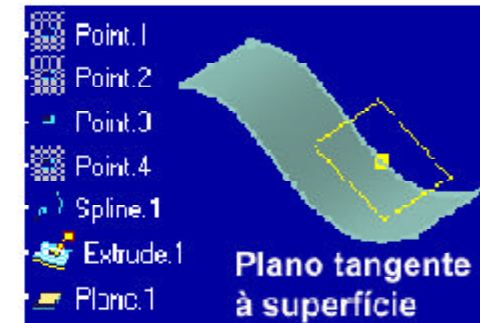 Point.1
Point.2
Point.3
Point.4
Spline.1
Extrude.1
Plane.1
Plano tangente
à superfície